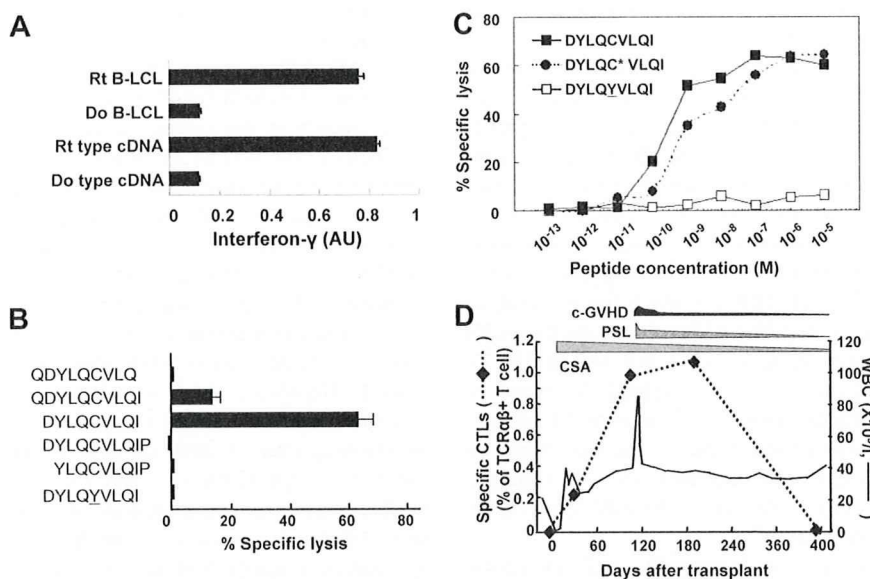 A
Rt B-LCL
Do B-LCL
Rt type cDNA
Do type cDNA
0 0.2 0.4 0.6 0.8 1
Interferon-γ (AU)
B
QDYLQCVLQ
QDYLQCVLQI
DYLQCVLQI
DYLQCVLQIP
YLQCVLQIP
DYLQYVLQI
0 20 40 60 80
% Specific lysis
C
% Specific lysis
80
60
40
20
0
DYLQCVLQI
DYLQC* VLQI
DYLQYVLQI
10-13 10-12 10-11 10-10 10-9 10-8 10-7 10-6 10-5
Peptide concentration (M)
D
c-GVHD
PSL
CSA
Specific CTLs ( )
(% of TCRαβ+ T cell)
1.2
1.0
0.8
0.6
0.4
0.2
0.0
120
100
80
60
40
20
0
0 60 120 180 240 300 360 400
Days after transplant